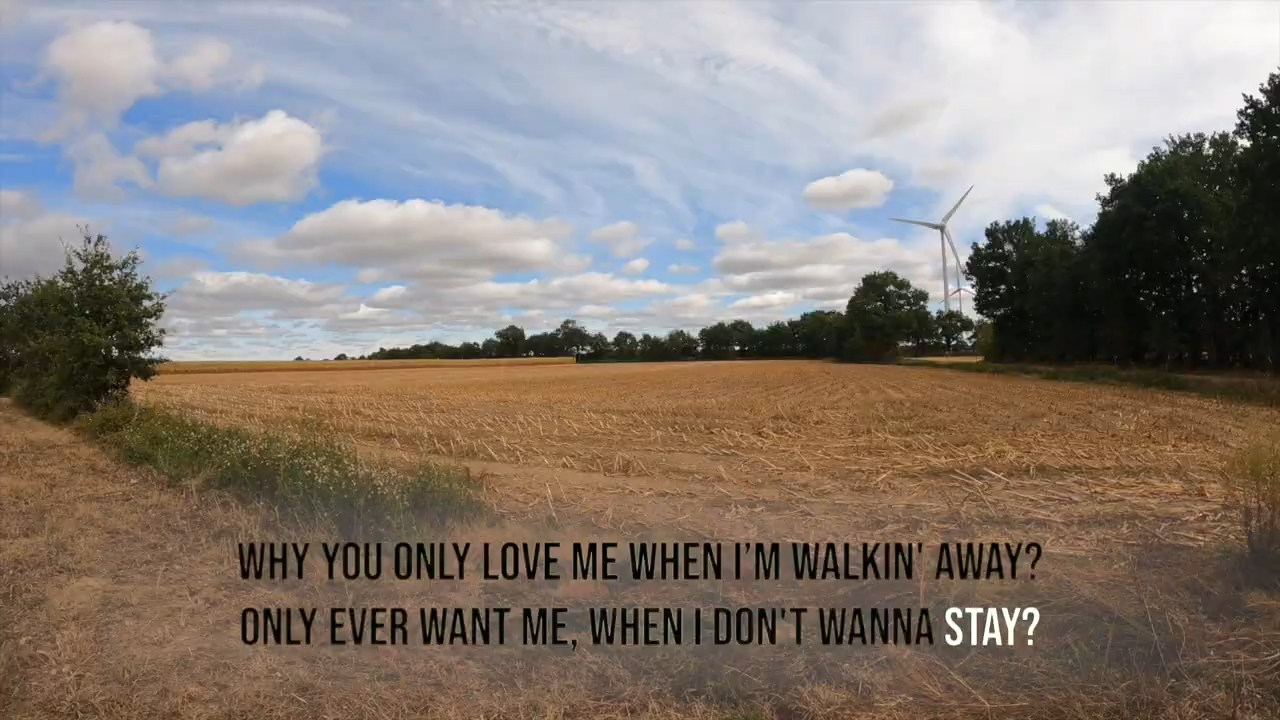 WHY YOU ONLY LOVE ME WHEN I’M WALKIN' AWAY?
ONLY EVER WANT ME, WHEN I DON'T WANNA STAY?